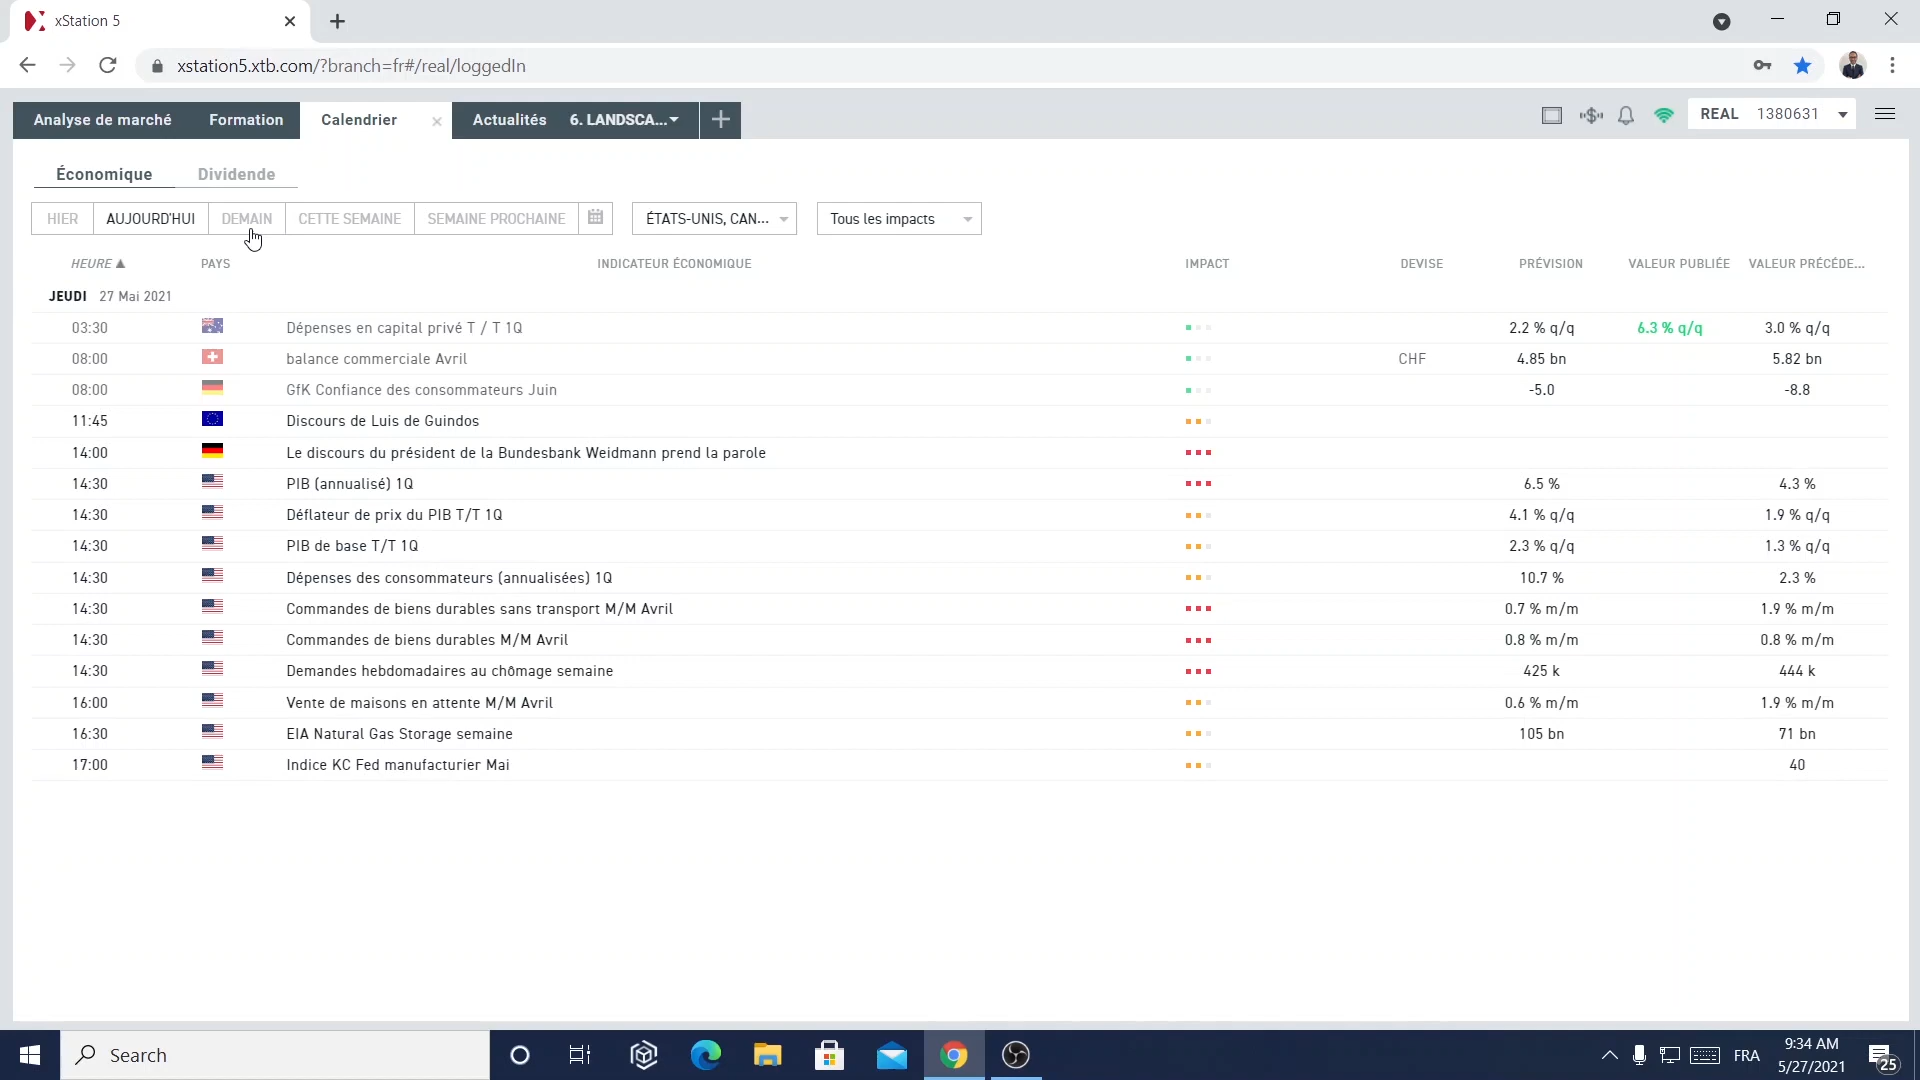 xStation 5
xstation5.xtb.com/?branch=fr#/real/loggedIn
Analyse de marché Formation Calendrier Actualités 6. LANDSCA... REAL 1380631
Économique Dividende
HIER AUJOURD'HUI DEMAIN CETTE SEMAINE SEMAINE PROCHAINE ÉTATS-UNIS, CAN... Tous les impacts
HEURE PAYS INDICATEUR ÉCONOMIQUE IMPACT DEVISE PRÉVISION VALEUR PUBLIÉE VALEUR PRÉCÉDE...
JEUDI 27 Mai 2021
03:30 Dépenses en capital privé T / T 1Q 2.2 % q/q 6.3 % q/q 3.0 % q/q
08:00 balance commerciale Avril CHF 4.85 bn 5.82 bn
08:00 GfK Confiance des consommateurs Juin -5.0 -8.8
11:45 Discours de Luis de Guindos
14:00 Le discours du président de la Bundesbank Weidmann prend la parole
14:30 PIB (annualisé) 1Q 6.5 % 4.3 %
14:30 Déflateur de prix du PIB T/T 1Q 4.1 % q/q 1.9 % q/q
14:30 PIB de base T/T 1Q 2.3 % q/q 1.3 % q/q
14:30 Dépenses des consommateurs (annualisées) 1Q 10.7 % 2.3 %
14:30 Commandes de biens durables sans transport M/M Avril 0.7 % m/m 1.9 % m/m
14:30 Commandes de biens durables M/M Avril 0.8 % m/m 0.8 % m/m
14:30 Demandes hebdomadaires au chômage semaine 425 k 444 k
16:00 Vente de maisons en attente M/M Avril 0.6 % m/m 1.9 % m/m
16:30 EIA Natural Gas Storage semaine 105 bn 71 bn
17:00 Indice KC Fed manufacturier Mai 40
Search FRA 9:34 AM
5/27/2021 25